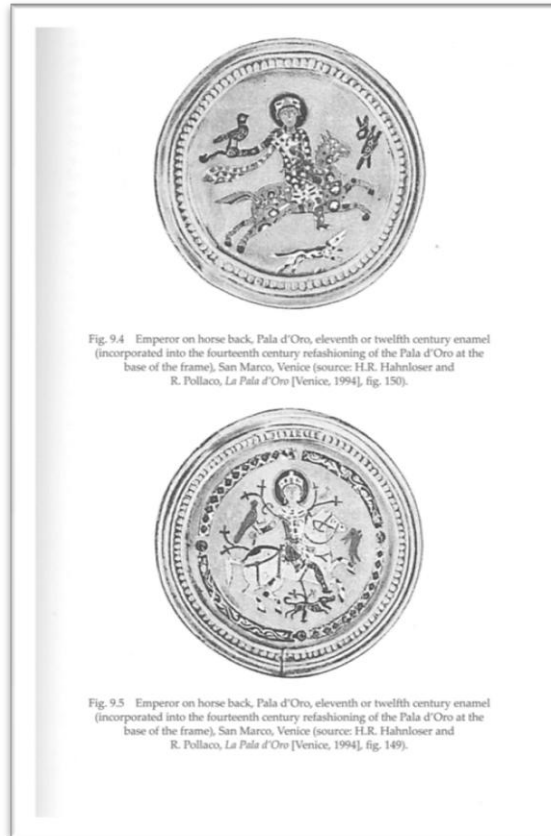 Fig. 9.4 Emperor on horse back, Pala d'Oro, eleventh or twelfth century enamel
(incorporated into the fourteenth century refashioning of the Pala d'Oro at the
base of the frame), San Marco, Venice (source: H.R. Hahnloser and
R. Pollaco, La Pala d'Oro [Venice, 1994], fig. 150).
Fig. 9.5 Emperor on horse back, Pala d'Oro, eleventh or twelfth century enamel
(incorporated into the fourteenth century refashioning of the Pala d'Oro at the
base of the frame), San Marco, Venice (source: H.R. Hahnloser and
R. Pollaco, La Pala d'Oro [Venice, 1994], fig. 149).